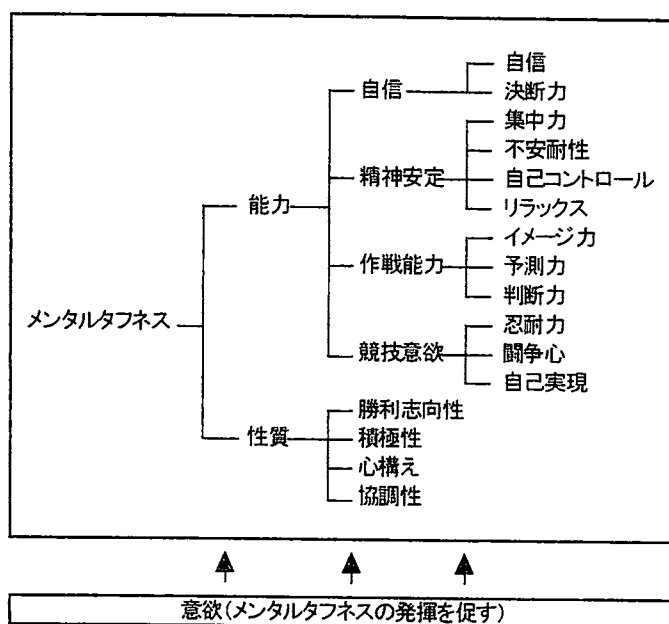 自信
自信
決断力
集中力
不安耐性
精神安定
自己コントロール
リラックス
能力
イメージ力
作戦能力
予測力
判断力
メンタルタフネス
忍耐力
競技意欲
闘争心
自己実現
勝利志向性
性質
積極性
心構え
協調性
意欲(メンタルタフネスの発揮を促す)